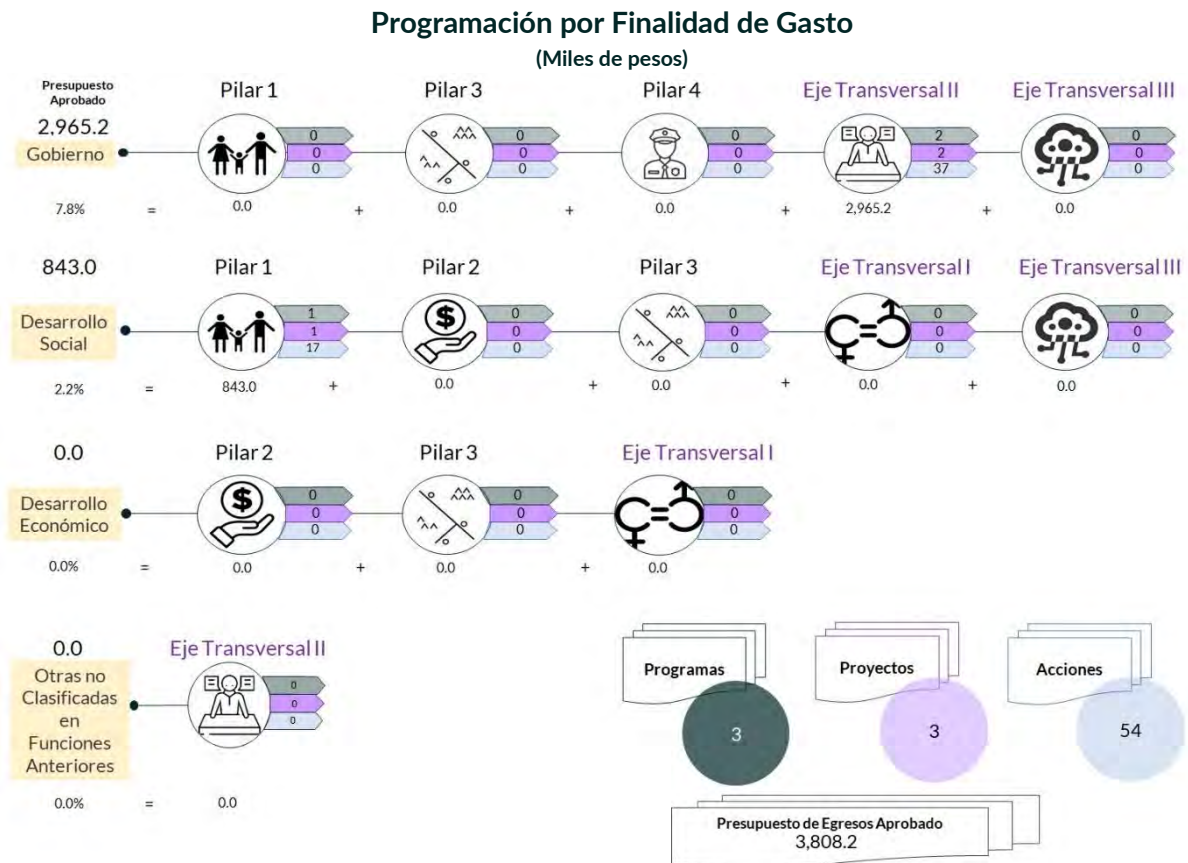 Programación por Finalidad de Gasto
(Miles de pesos)
Presupuesto
Aprobado
2,965.2
Gobierno
7.8%
=
Pilar 1
0
0
0
0.0
+
Pilar 3
0
0
0
0.0
+
Pilar 4
0
0
0
0.0
+
Eje Transversal II
2
2
37
2,965.2
+
Eje Transversal III
0
0
0
0.0
843.0
Desarrollo
Social
2.2%
=
Pilar 1
1
1
17
843.0
+
Pilar 2
$
0
0
0
0.0
+
Pilar 3
0
0
0
0.0
+
Eje Transversal I
0
0
0
0.0
+
Eje Transversal III
0
0
0
0.0
0.0
Desarrollo
Económico
0.0%
=
Pilar 2
$
0
0
0
0.0
+
Pilar 3
0
0
0
0.0
+
Eje Transversal I
0
0
0
0.0
0.0
Otras no
Clasificadas
en
Funciones
Anteriores
0.0%
=
Eje Transversal II
0
0
0
0.0
Programas
3
Proyectos
3
Acciones
54
Presupuesto de Egresos Aprobado
3,808.2